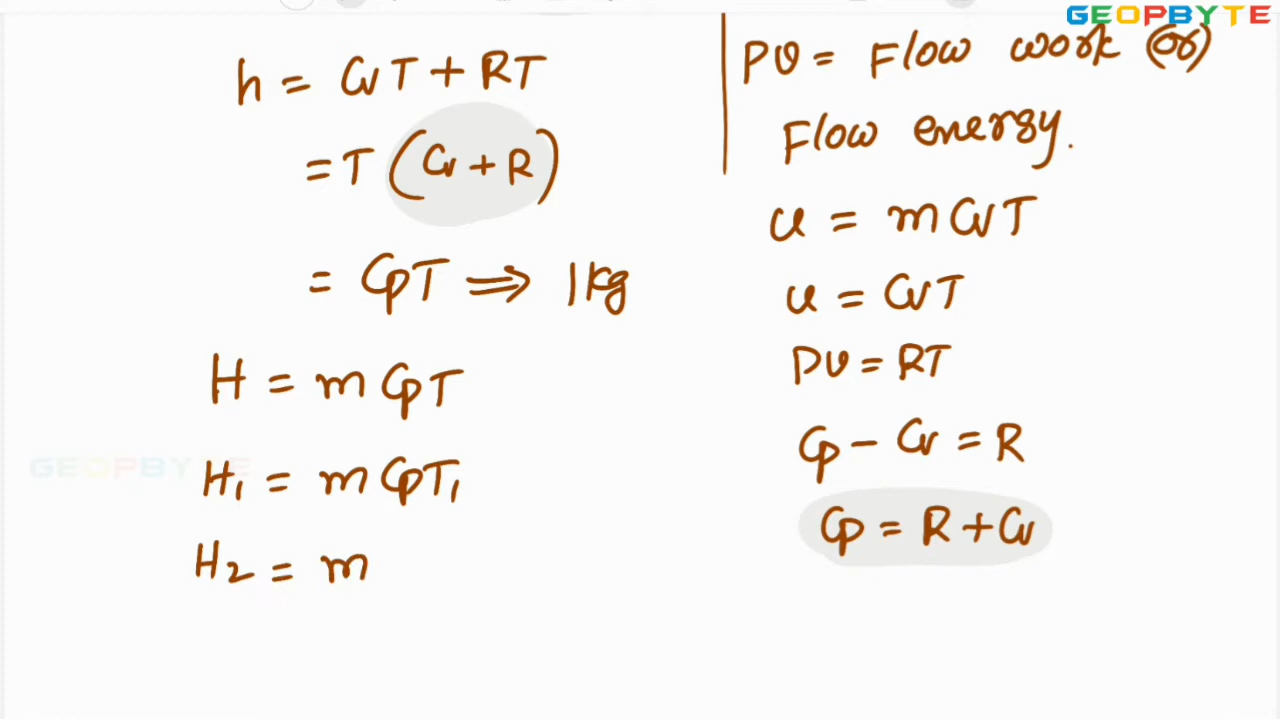 GEOPBYTE
h = CvT + RT
= T (Cv + R)
= CpT ⇒ 1kg
H = m CpT
H₁ = m CpT₁
H₂ = m
Pv = Flow work (or)
Flow energy.
U = m CvT
u = CvT
Pv = RT
Cp − Cv = R
Cp = R + Cv
GEOPBYTE